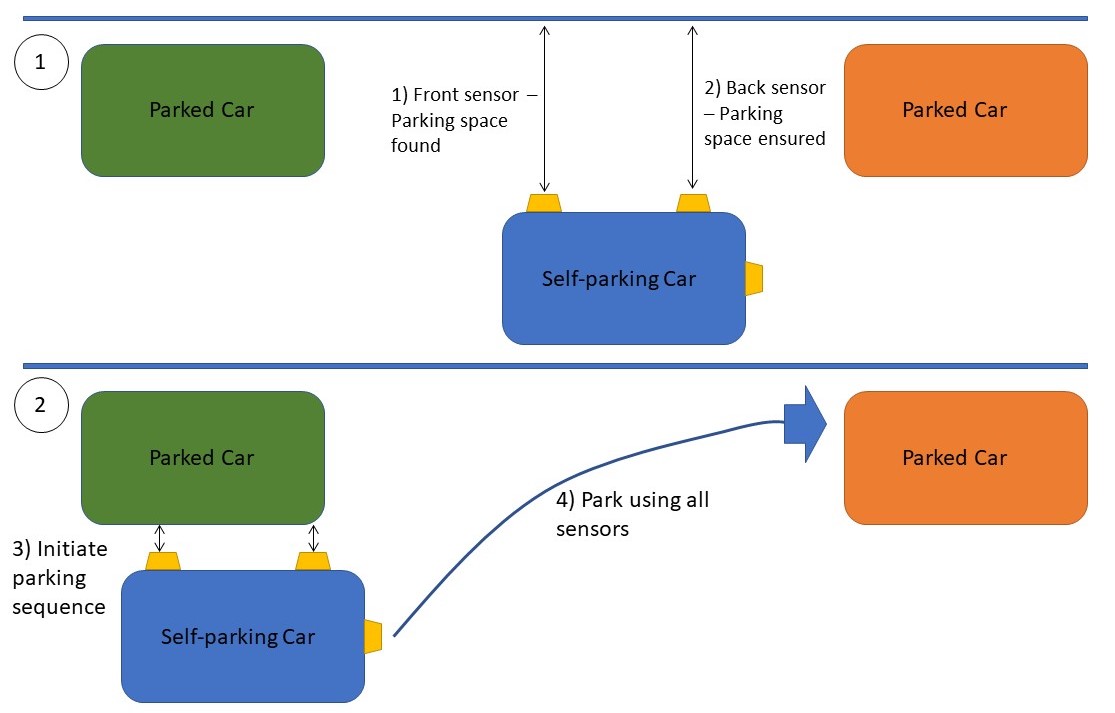 1
Parked Car
1) Front sensor –
Parking space
found
2) Back sensor
– Parking
space ensured
Parked Car
Self-parking Car
2
Parked Car
Parked Car
4) Park using all
sensors
3) Initiate
parking
sequence
Self-parking Car